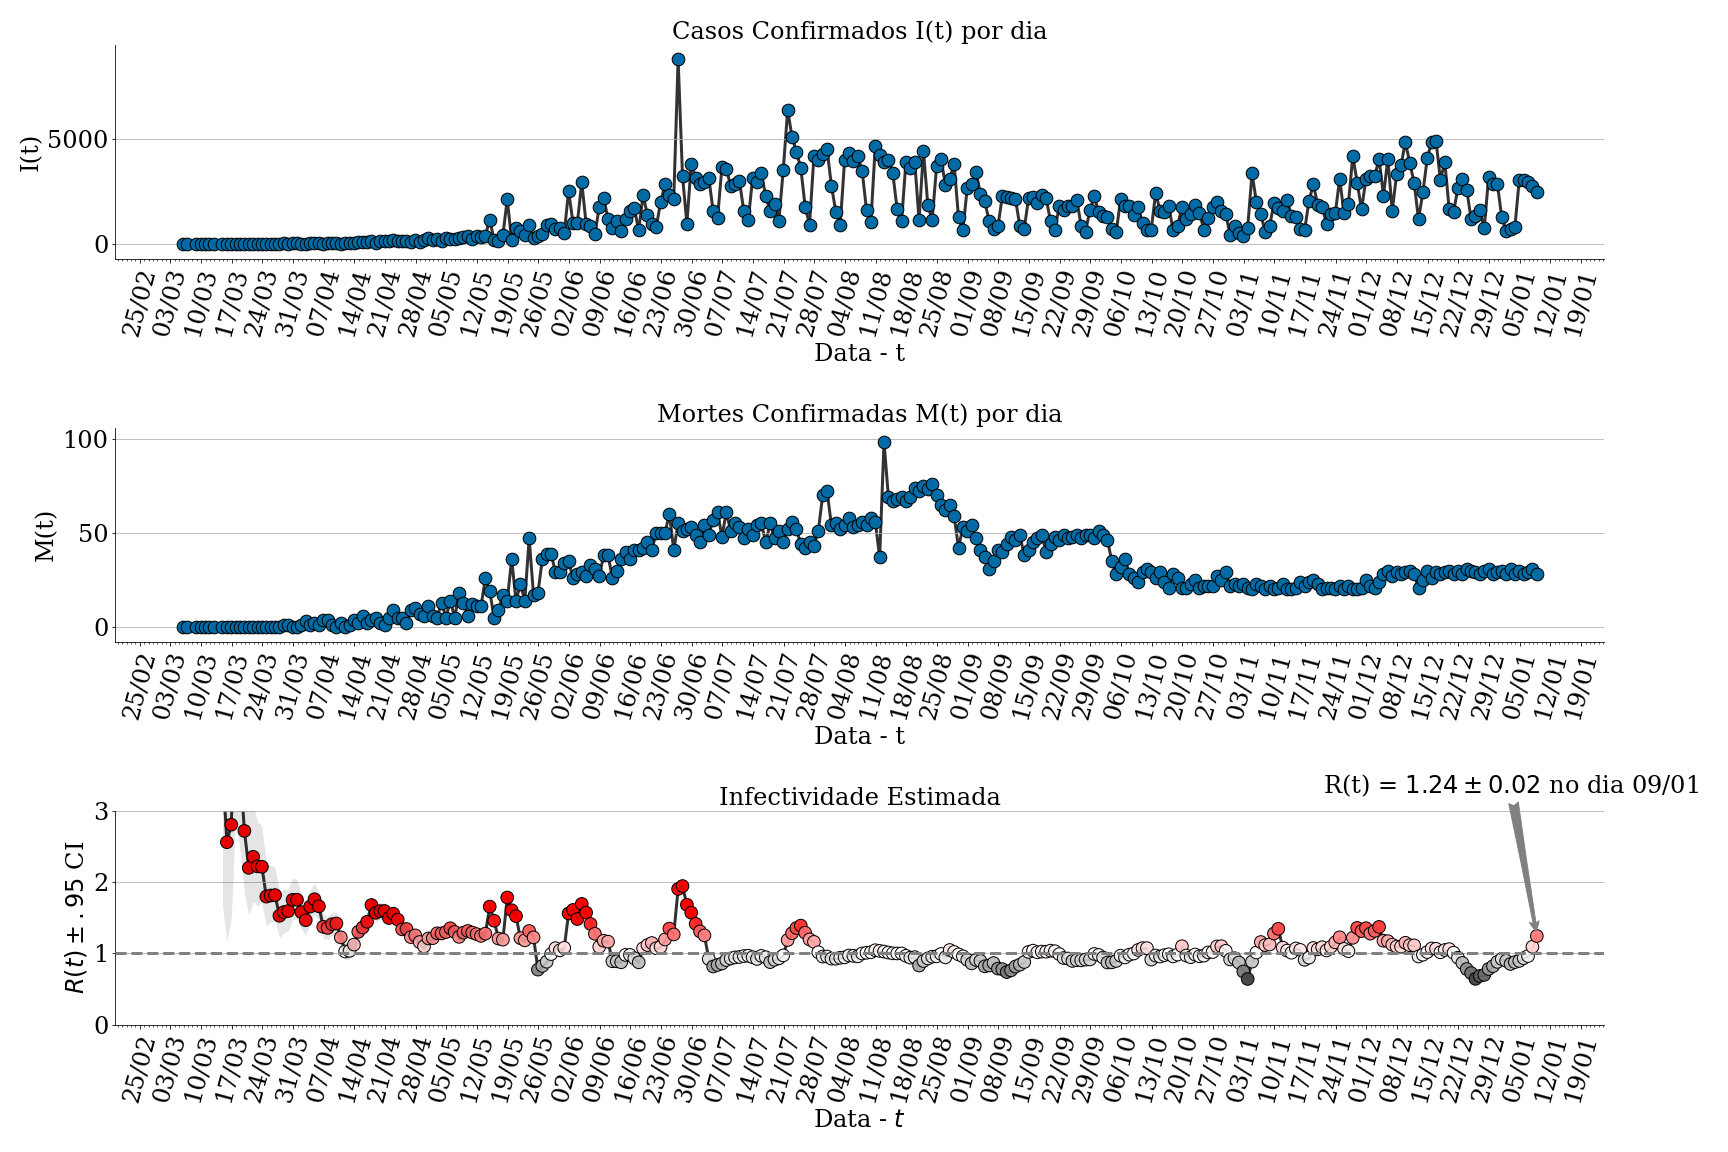 Casos Confirmados I(t) por dia
I(t)
5000
0
25/02 03/03 10/03 17/03 24/03 31/03 07/04 14/04 21/04 28/04 05/05 12/05 19/05 26/05 02/06 09/06 16/06 23/06 30/06 07/07 14/07 21/07 28/07 04/08 11/08 18/08 25/08 01/09 08/09 15/09 22/09 29/09 06/10 13/10 20/10 27/10 03/11 10/11 17/11 24/11 01/12 08/12 15/12 22/12 29/12 05/01 12/01 19/01
Data - t
Mortes Confirmadas M(t) por dia
M(t)
100
50
0
25/02 03/03 10/03 17/03 24/03 31/03 07/04 14/04 21/04 28/04 05/05 12/05 19/05 26/05 02/06 09/06 16/06 23/06 30/06 07/07 14/07 21/07 28/07 04/08 11/08 18/08 25/08 01/09 08/09 15/09 22/09 29/09 06/10 13/10 20/10 27/10 03/11 10/11 17/11 24/11 01/12 08/12 15/12 22/12 29/12 05/01 12/01 19/01
Data - t
R(t) = 1.24 ± 0.02 no dia 09/01
Infectividade Estimada
R(t) ± .95 CI
3
2
1
0
25/02 03/03 10/03 17/03 24/03 31/03 07/04 14/04 21/04 28/04 05/05 12/05 19/05 26/05 02/06 09/06 16/06 23/06 30/06 07/07 14/07 21/07 28/07 04/08 11/08 18/08 25/08 01/09 08/09 15/09 22/09 29/09 06/10 13/10 20/10 27/10 03/11 10/11 17/11 24/11 01/12 08/12 15/12 22/12 29/12 05/01 12/01 19/01
Data - t